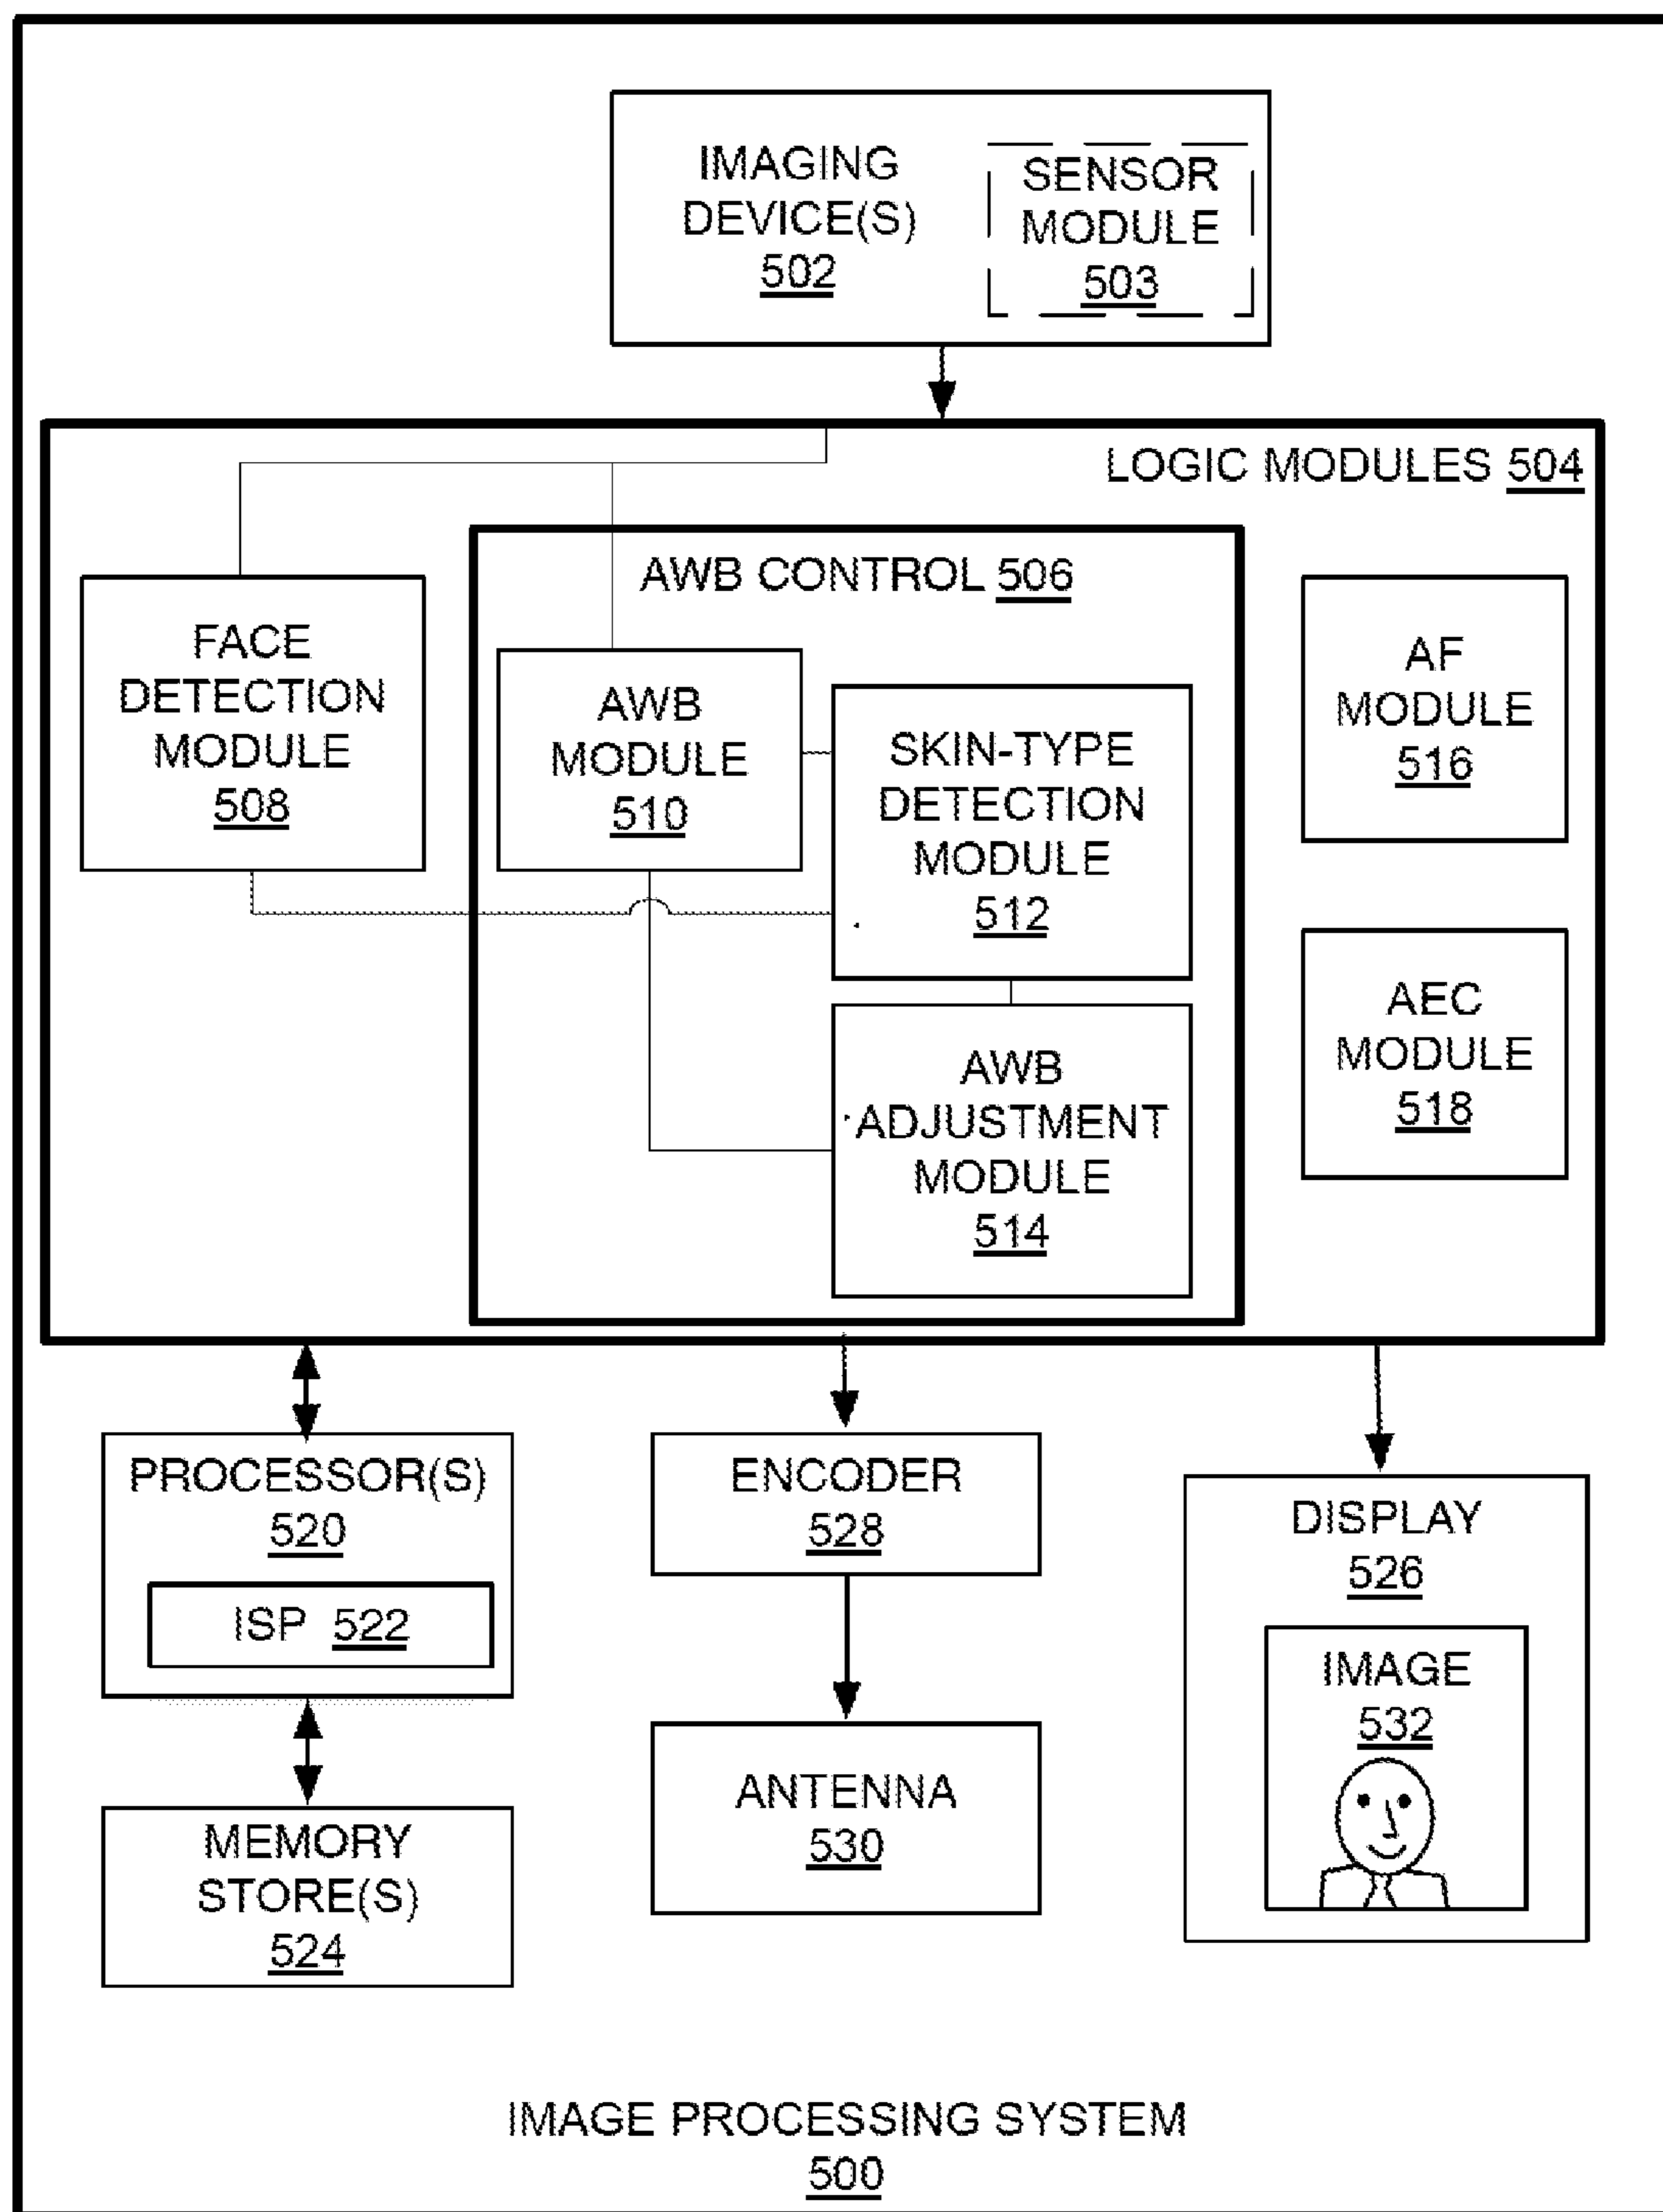 IMAGING
DEVICE(S)
502
SENSOR
MODULE
503
LOGIC MODULES 504
FACE
DETECTION
MODULE
508
AWB CONTROL 506
AWB
MODULE
510
SKIN-TYPE
DETECTION
MODULE
512
AWB
ADJUSTMENT
MODULE
514
AF
MODULE
516
AEC
MODULE
518
PROCESSOR(S)
520
ISP 522
MEMORY
STORE(S)
524
ENCODER
528
ANTENNA
530
DISPLAY
526
IMAGE
532
IMAGE PROCESSING SYSTEM
500